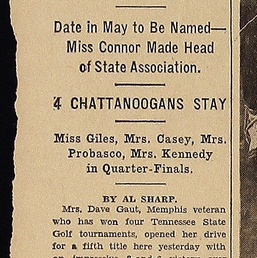 Date in May to Be Named—
Miss Connor Made Head
of State Association.
4 CHATTANOOGANS STAY
Miss Giles, Mrs. Casey, Mrs.
Probasco, Mrs. Kennedy
in Quarter-Finals.
BY AL SHARP.
Mrs. Dave Gaut, Memphis veteran
who has won four Tennessee State
Golf tournaments, opened her drive
for a fifth title here yesterday with